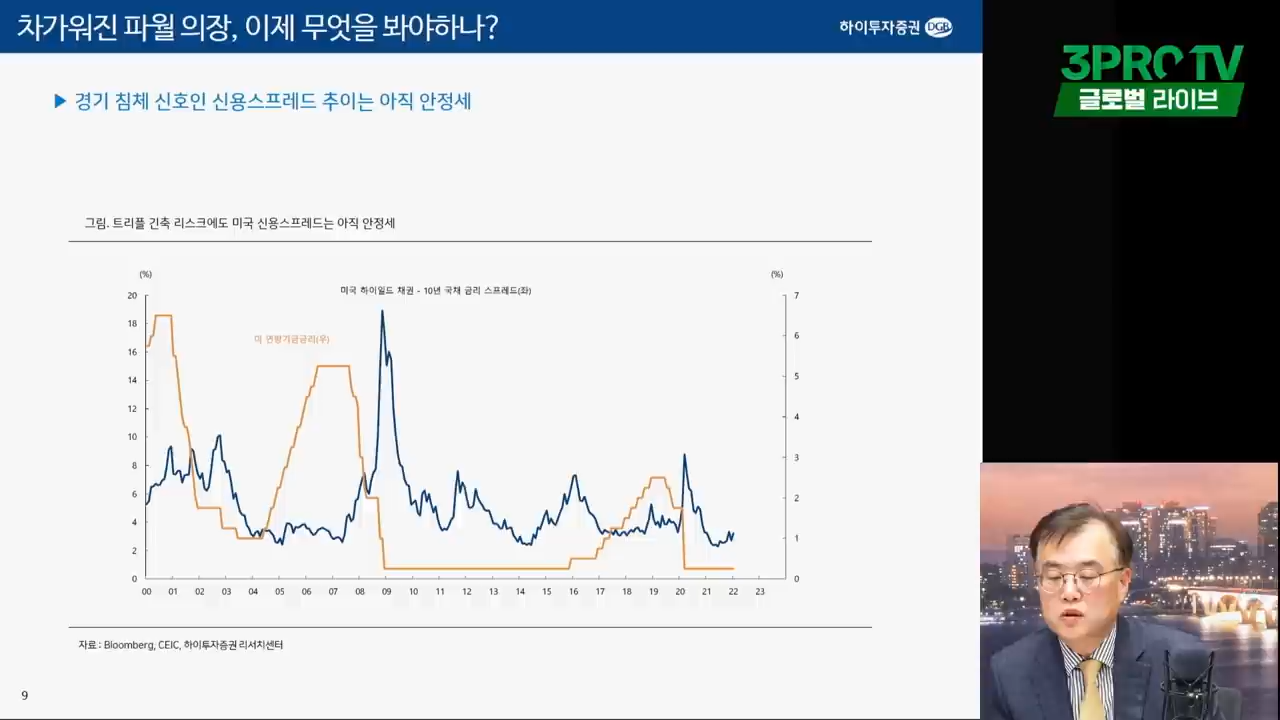 차가워진 파월 의장, 이제 무엇을 봐야하나?
하이투자증권 DGB
3PRO TV
글로벌 라이브
▶ 경기 침체 신호인 신용스프레드 추이는 아직 안정세
그림. 트리플 긴축 리스크에도 미국 신용스프레드는 아직 안정세
(%)
(%)
미국 하이일드 채권 - 10년 국채 금리 스프레드(좌)
미 연방기금금리(우)
20
18
16
14
12
10
8
6
4
2
0
7
6
5
4
3
2
1
0
00 01 02 03 04 05 06 07 08 09 10 11 12 13 14 15 16 17 18 19 20 21 22 23
자료 : Bloomberg, CEIC, 하이투자증권 리서치센터
9